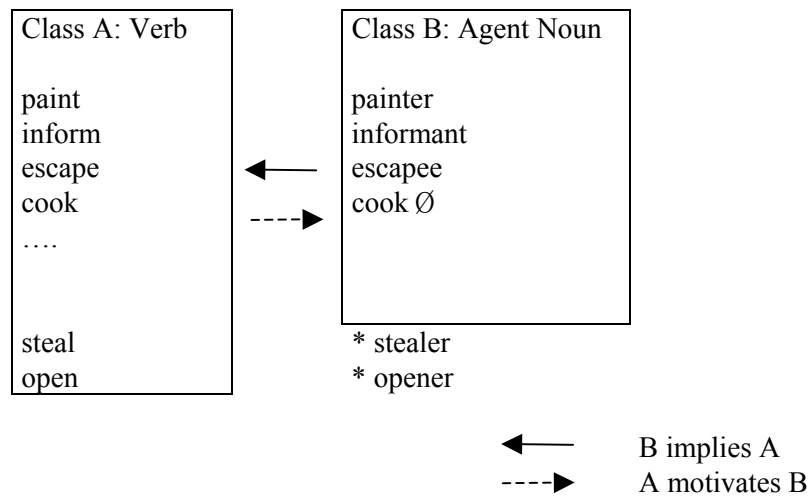 Class A: Verb
paint
inform
escape
cook
….
steal
open
Class B: Agent Noun
painter
informant
escapee
cook Ø
* stealer
* opener
B implies A
A motivates B